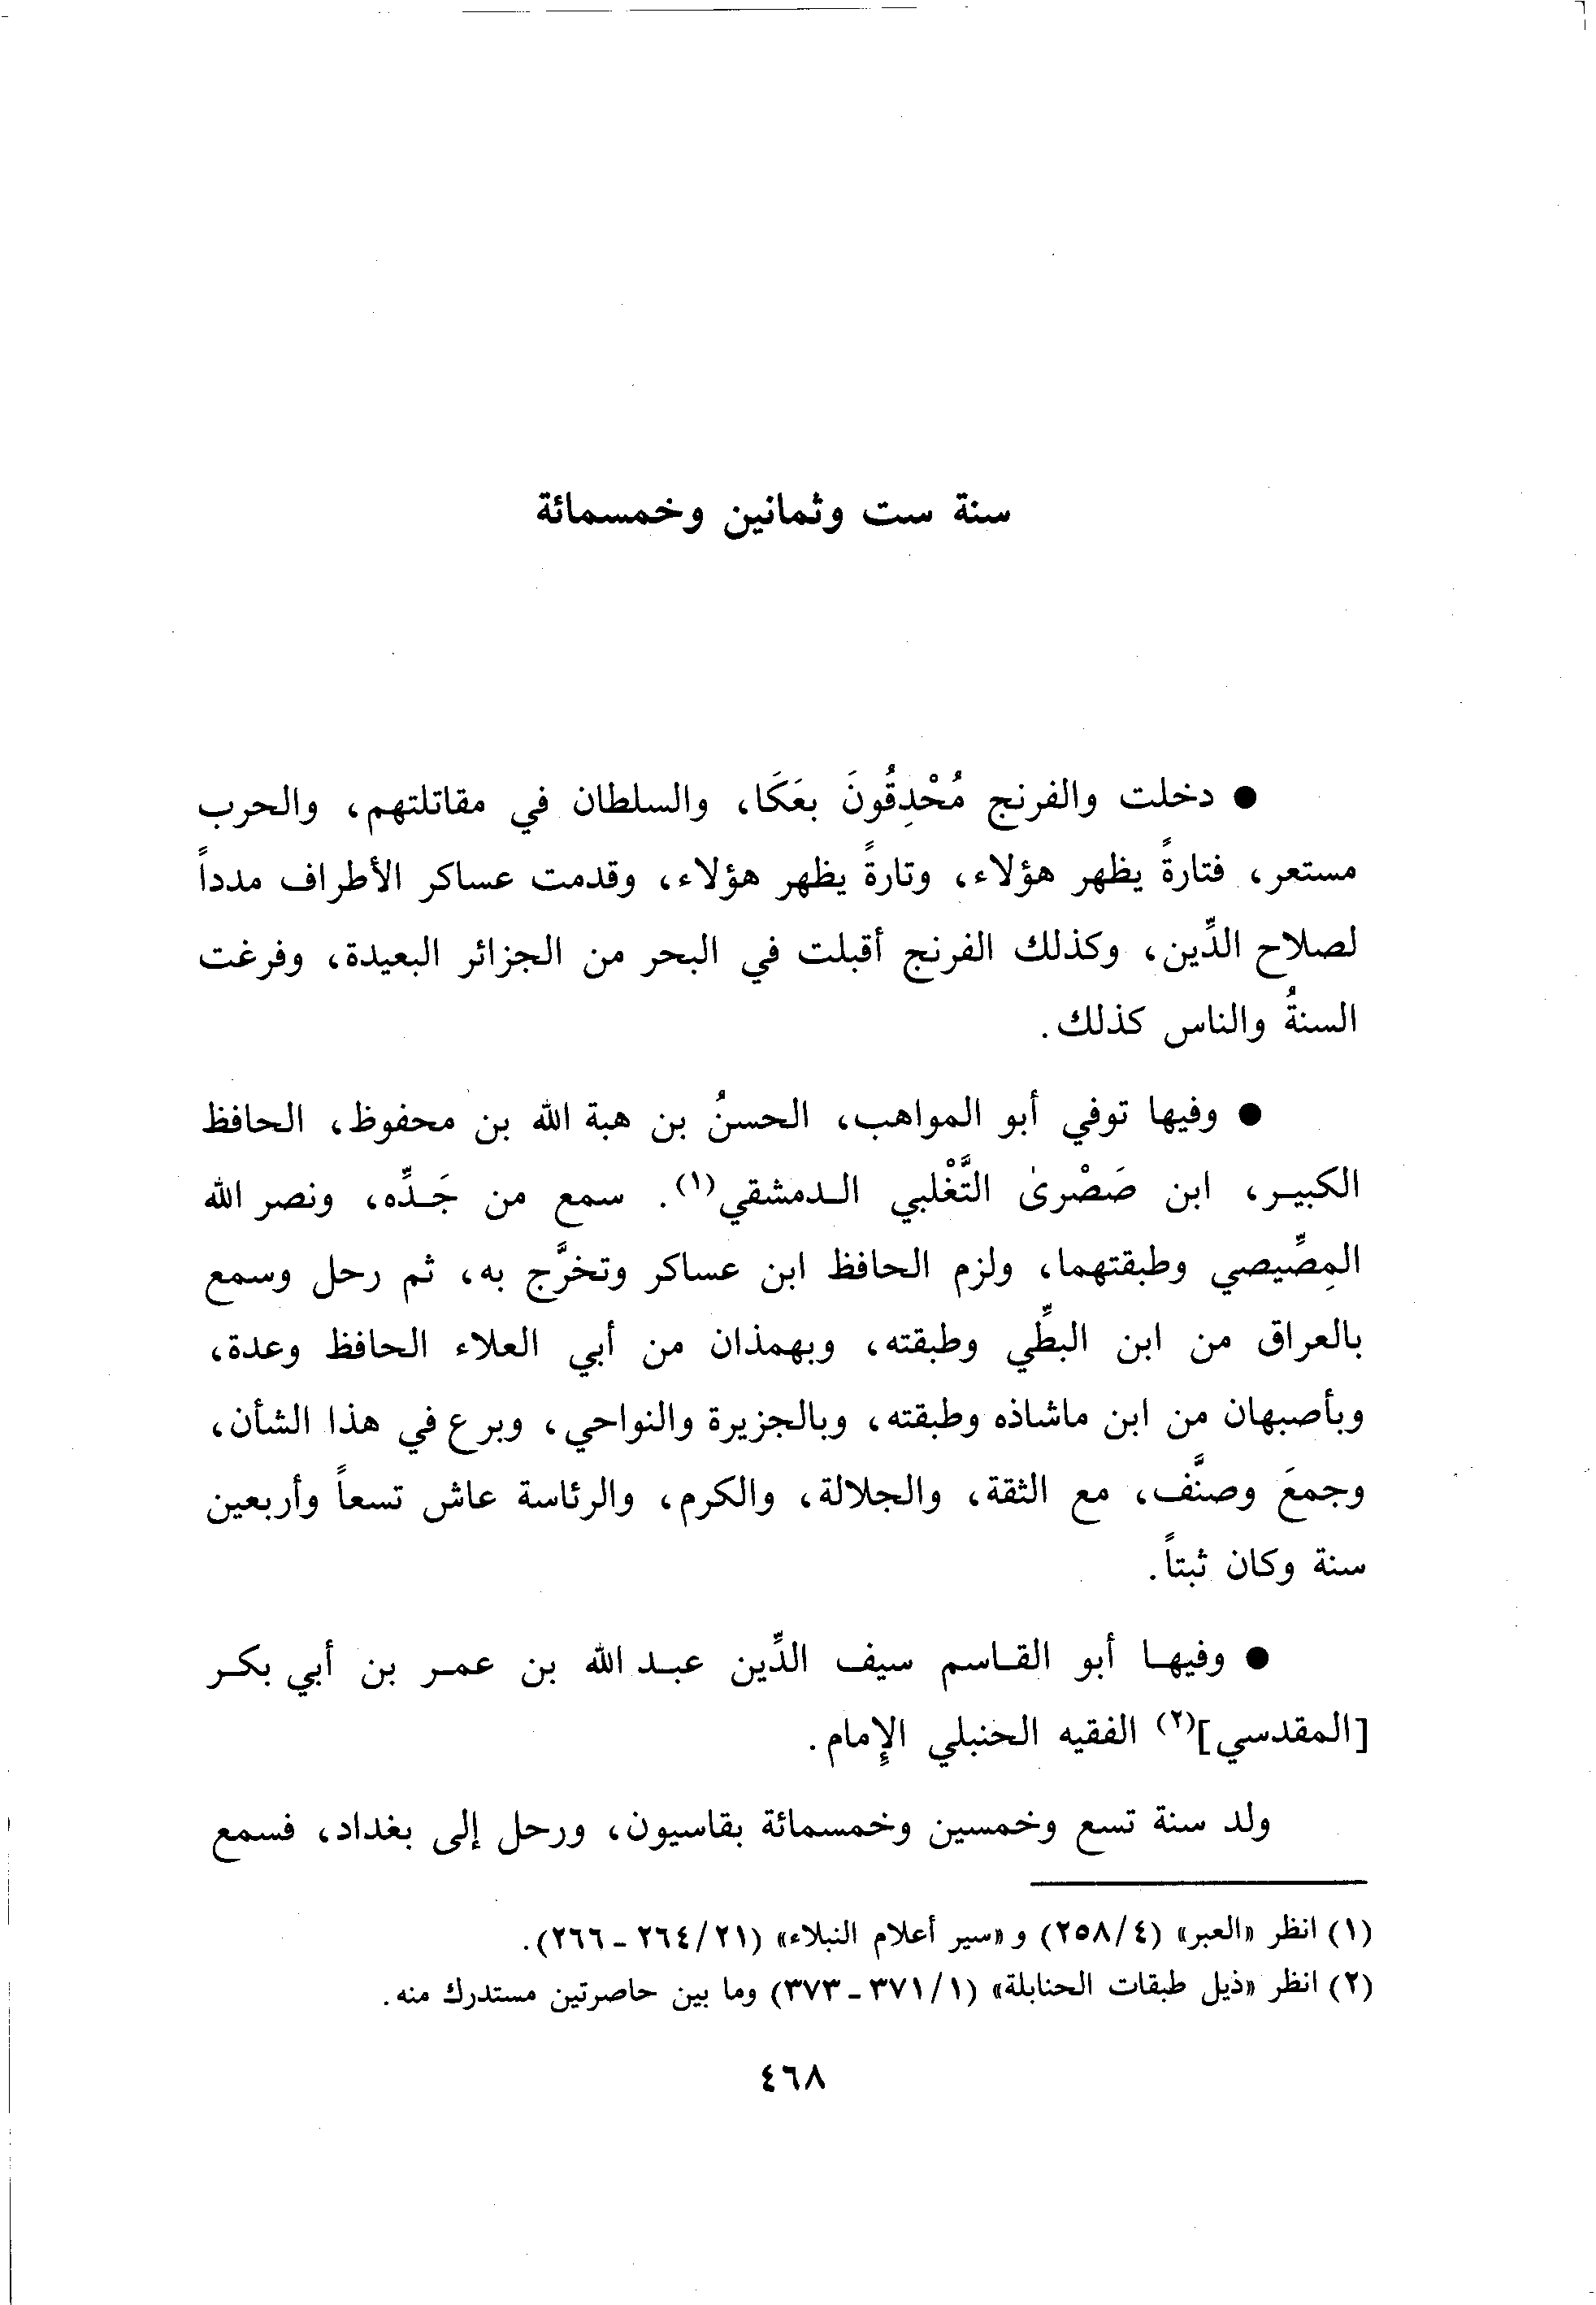 سنة ست وثمانين وخمسمائة
● دخلت والفرنج مُحْدِقُونَ بعَكَا، والسلطان في مقاتلتهم، والحرب
مستعر، فتارةً يظهر هؤلاء، وتارةً يظهر هؤلاء، وقدمت عساكر الأطراف مدداً
لصلاح الدِّين، وكذلك الفرنج أقبلت في البحر من الجزائر البعيدة، وفرغت
السنةُ والناس كذلك.
● وفيها توفي أبو المواهب، الحسنُ بن هبة الله بن محفوظ، الحافظ
الكبير، ابن صَصْرىٰ التَّغْلبي الدمشقي(١). سمع من جَدِّه، ونصر الله
المِصِّيصي وطبقتهما، ولزم الحافظ ابن عساكر وتخرَّج به، ثم رحل وسمع
بالعراق من ابن البطِّي وطبقته، وبهمذان من أبي العلاء الحافظ وعدة،
وبأصبهان من ابن ماشاذه وطبقته، وبالجزيرة والنواحي، وبرع في هذا الشأن،
وجمعَ وصنَّف، مع الثقة، والجلالة، والكرم، والرئاسة عاش تسعاً وأربعين
سنة وكان ثبتاً.
● وفيها أبو القاسم سيف الدِّين عبد الله بن عمر بن أبي بكر
[المقدسي](٢) الفقيه الحنبلي الإِمام.
ولد سنة تسع وخمسين وخمسمائة بقاسيون، ورحل إلى بغداد، فسمع
(١) انظر «العبر» (٢٥٨/٤) و «سير أعلام النبلاء» (٢٦٤/٢١ - ٢٦٦).
(٢) انظر «ذيل طبقات الحنابلة» (٣٧١/١ - ٣٧٣) وما بين حاصرتين مستدرك منه.
٤٦٨